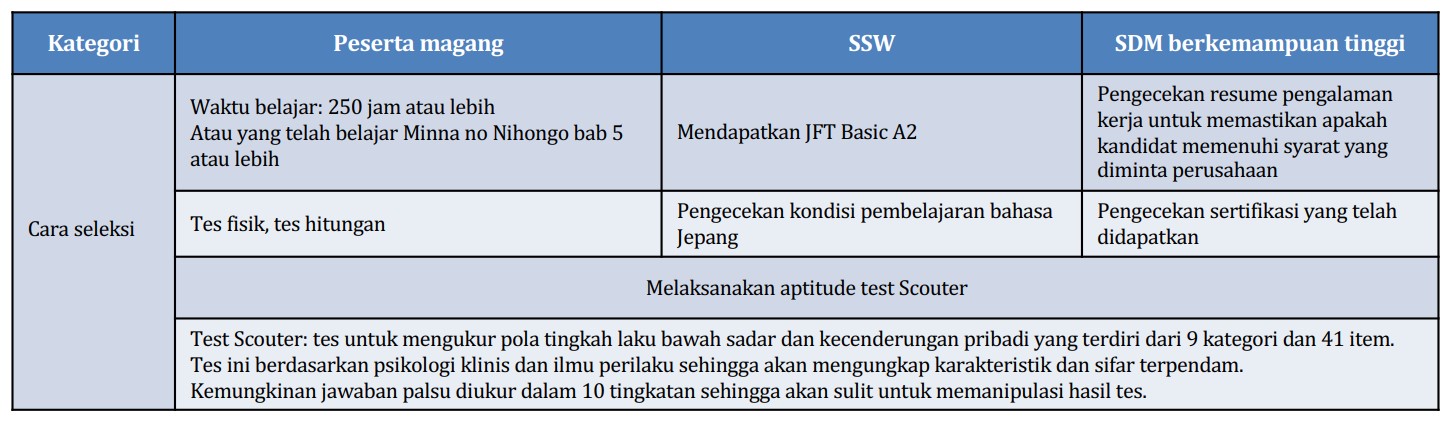 Kategori
Peserta magang
SSW
SDM berkemampuan tinggi
Cara seleksi
Waktu belajar: 250 jam atau lebih
Atau yang telah belajar Minna no Nihongo bab 5
atau lebih
Mendapatkan JFT Basic A2
Pengecekan resume pengalaman
kerja untuk memastikan apakah
kandidat memenuhi syarat yang
diminta perusahaan
Tes fisik, tes hitungan
Pengecekan kondisi pembelajaran bahasa
Jepang
Pengecekan sertifikasi yang telah
didapatkan
Melaksanakan aptitude test Scouter
Test Scouter: tes untuk mengukur pola tingkah laku bawah sadar dan kecenderungan pribadi yang terdiri dari 9 kategori dan 41 item.
Tes ini berdasarkan psikologi klinis dan ilmu perilaku sehingga akan mengungkap karakteristik dan sifar terpendam.
Kemungkinan jawaban palsu diukur dalam 10 tingkatan sehingga akan sulit untuk memanipulasi hasil tes.